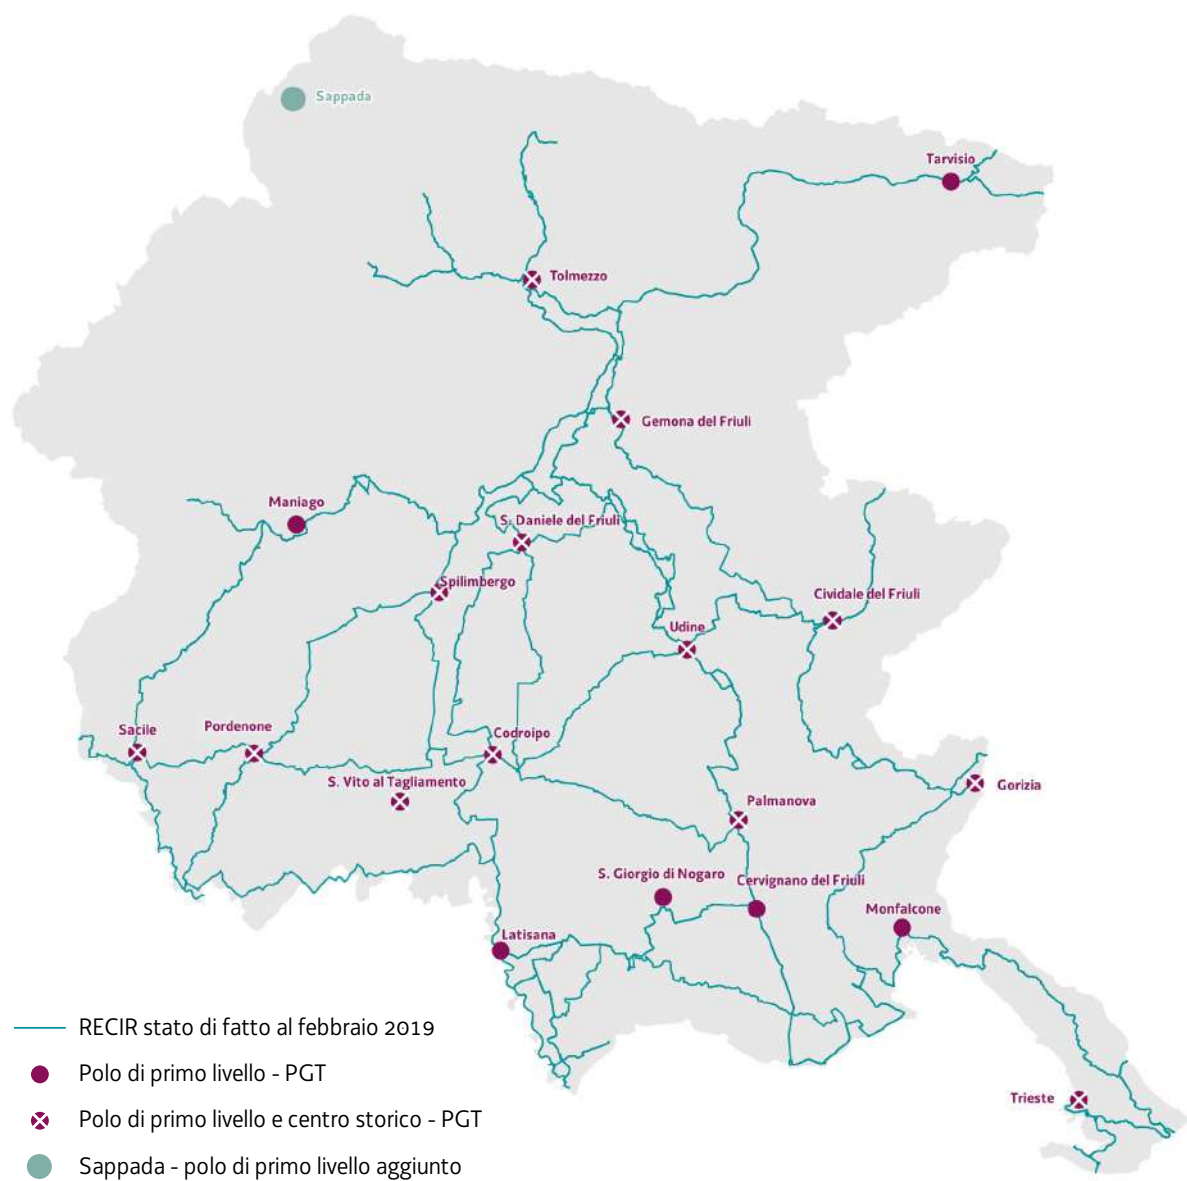 Sappada
Tarvisio
Tolmezzo
Gemona del Friuli
Maniago
S. Daniele del Friuli
Spilimbergo
Cividale del Friuli
Udine
Sacile
Pordenone
Codroipo
S. Vito al Tagliamento
Gorizia
Palmanova
S. Giorgio di Nogaro
Cervignano del Friuli
Monfalcone
Latisana
RECIR stato di fatto al febbraio 2019
Polo di primo livello - PGT
Trieste
Polo di primo livello e centro storico - PGT
Sappada - polo di primo livello aggiunto